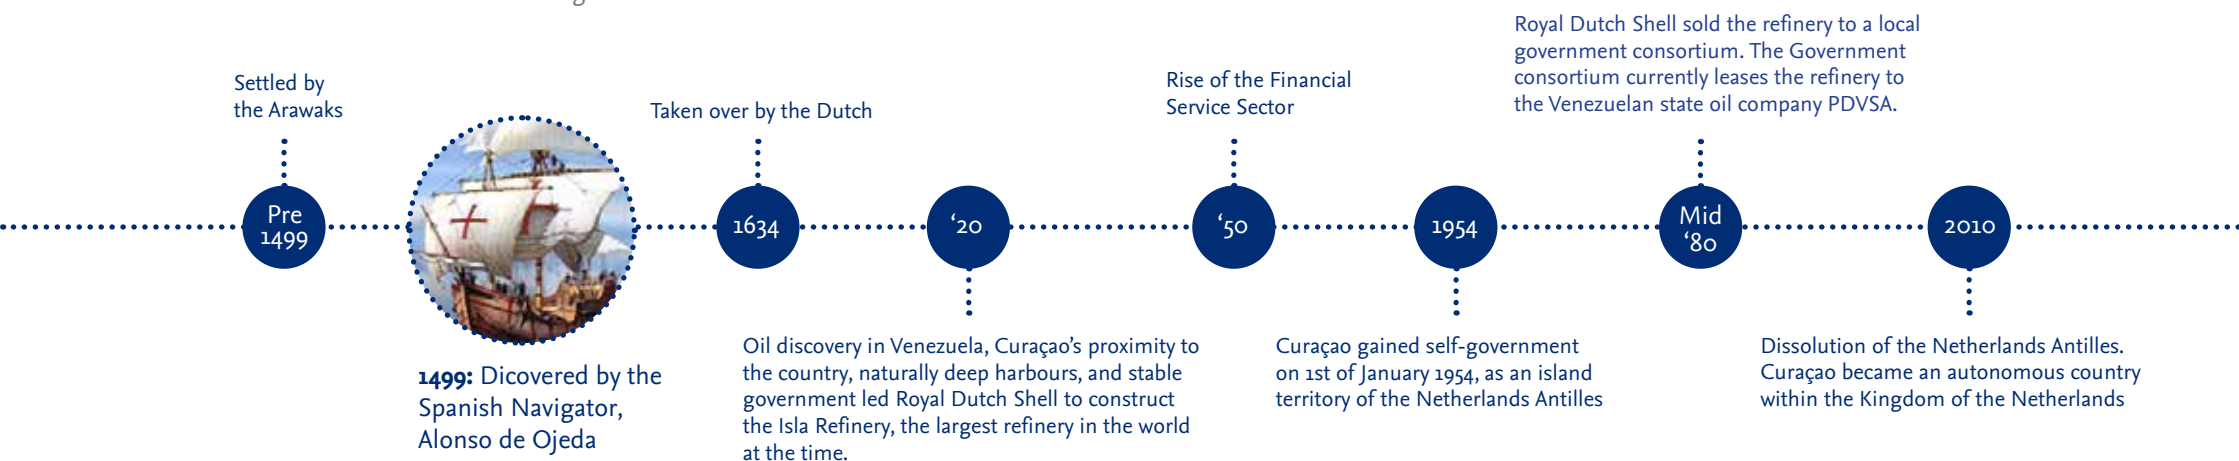 Settled by
the Arawaks
Pre
1499
1499: Dicovered by the
Spanish Navigator,
Alonso de Ojeda
Taken over by the Dutch
1634
‘20
Oil discovery in Venezuela, Curaçao’s proximity to
the country, naturally deep harbours, and stable
government led Royal Dutch Shell to construct
the Isla Refinery, the largest refinery in the world
at the time.
Rise of the Financial
Service Sector
‘50
1954
Curaçao gained self-government
on 1st of January 1954, as an island
territory of the Netherlands Antilles
Royal Dutch Shell sold the refinery to a local
government consortium. The Government
consortium currently leases the refinery to
the Venezuelan state oil company PDVSA.
Mid
‘80
2010
Dissolution of the Netherlands Antilles.
Curaçao became an autonomous country
within the Kingdom of the Netherlands